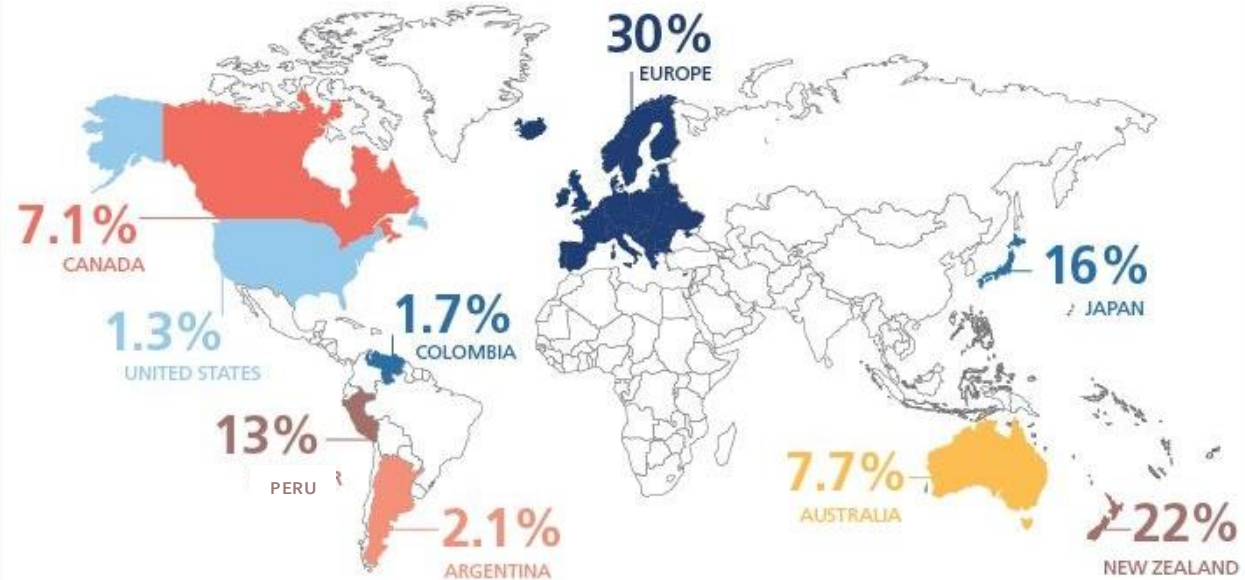 30%
EUROPE
7.1%
CANADA
16%
JAPAN
1.3%
UNITED STATES
1.7%
COLOMBIA
13%
PERU R
7.7%
AUSTRALIA
2.1%
ARGENTINA
22%
NEW ZEALAND